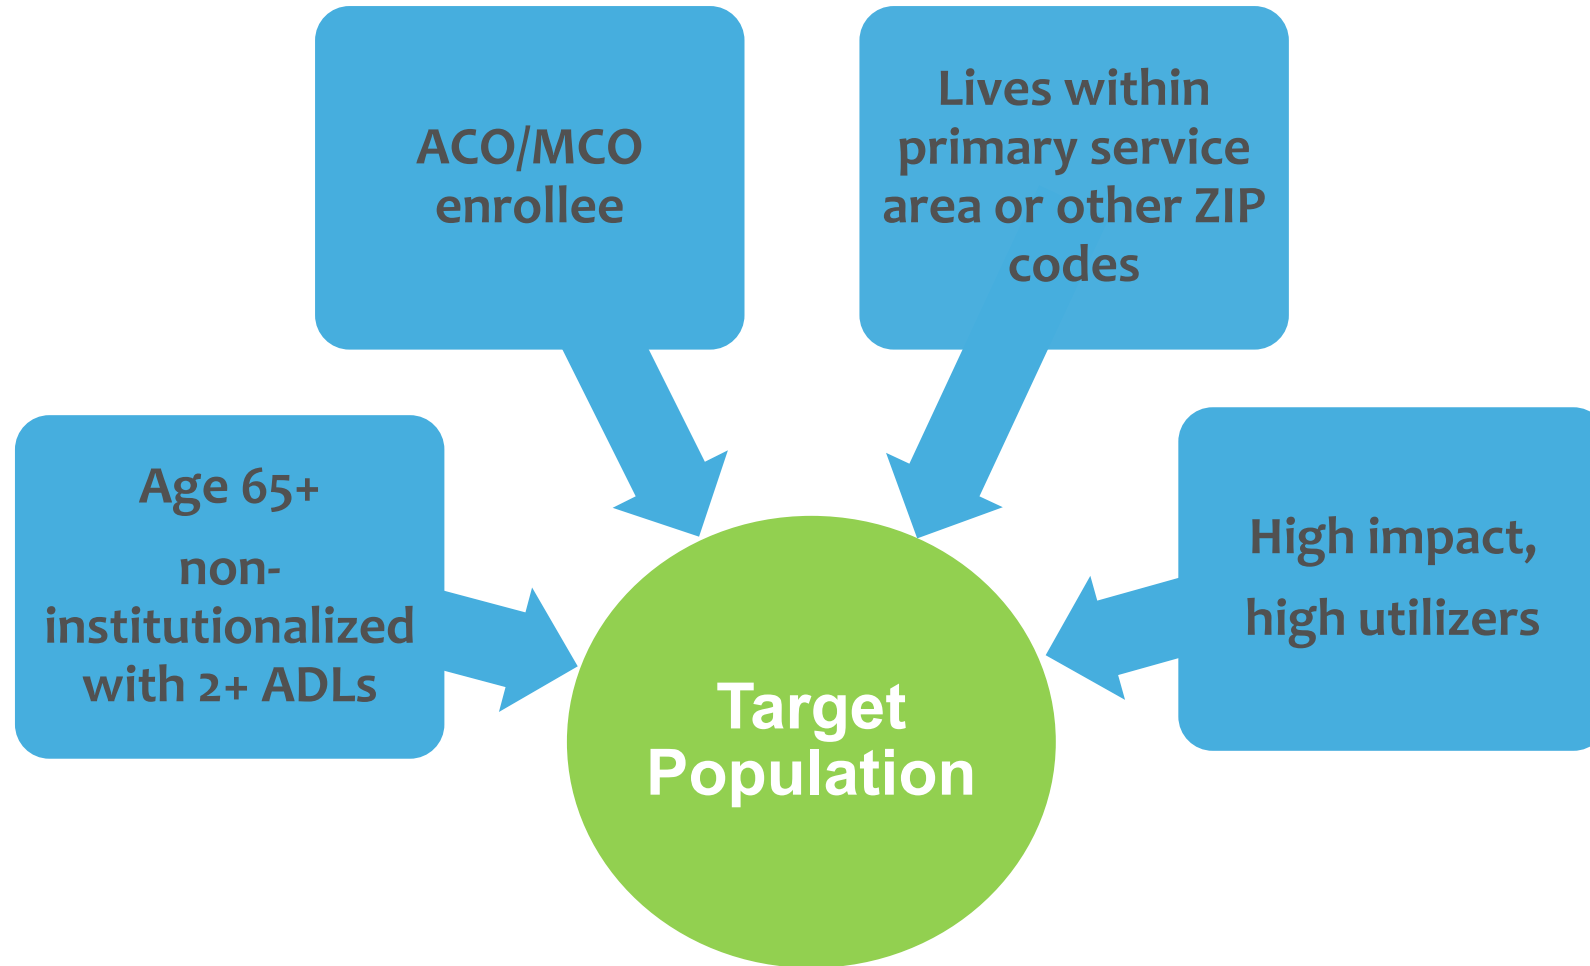 ACO/MCO
enrollee
Lives within
primary service
area or other ZIP
codes
Age 65+
non-
institutionalized
with 2+ ADLs
High impact,
high utilizers
Target
Population